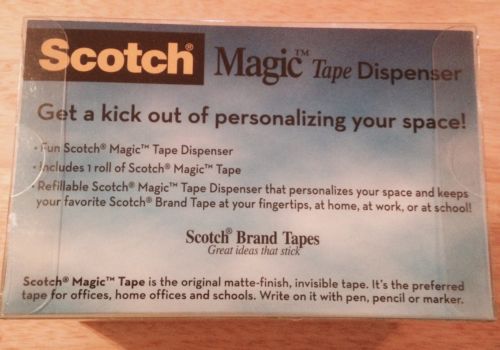 Scotch® Magic™ Tape Dispenser
Get a kick out of personalizing your space!
• Fun Scotch® Magic™ Tape Dispenser
• Includes 1 roll of Scotch® Magic™ Tape
• Refillable Scotch® Magic™ Tape Dispenser that personalizes your space and keeps
your favorite Scotch® Brand Tape at your fingertips, at home, at work, or at school!
Scotch® Brand Tapes
Great ideas that stick
Scotch® Magic™ Tape is the original matte-finish, invisible tape. It's the preferred
tape for offices, home offices and schools. Write on it with pen, pencil or marker.